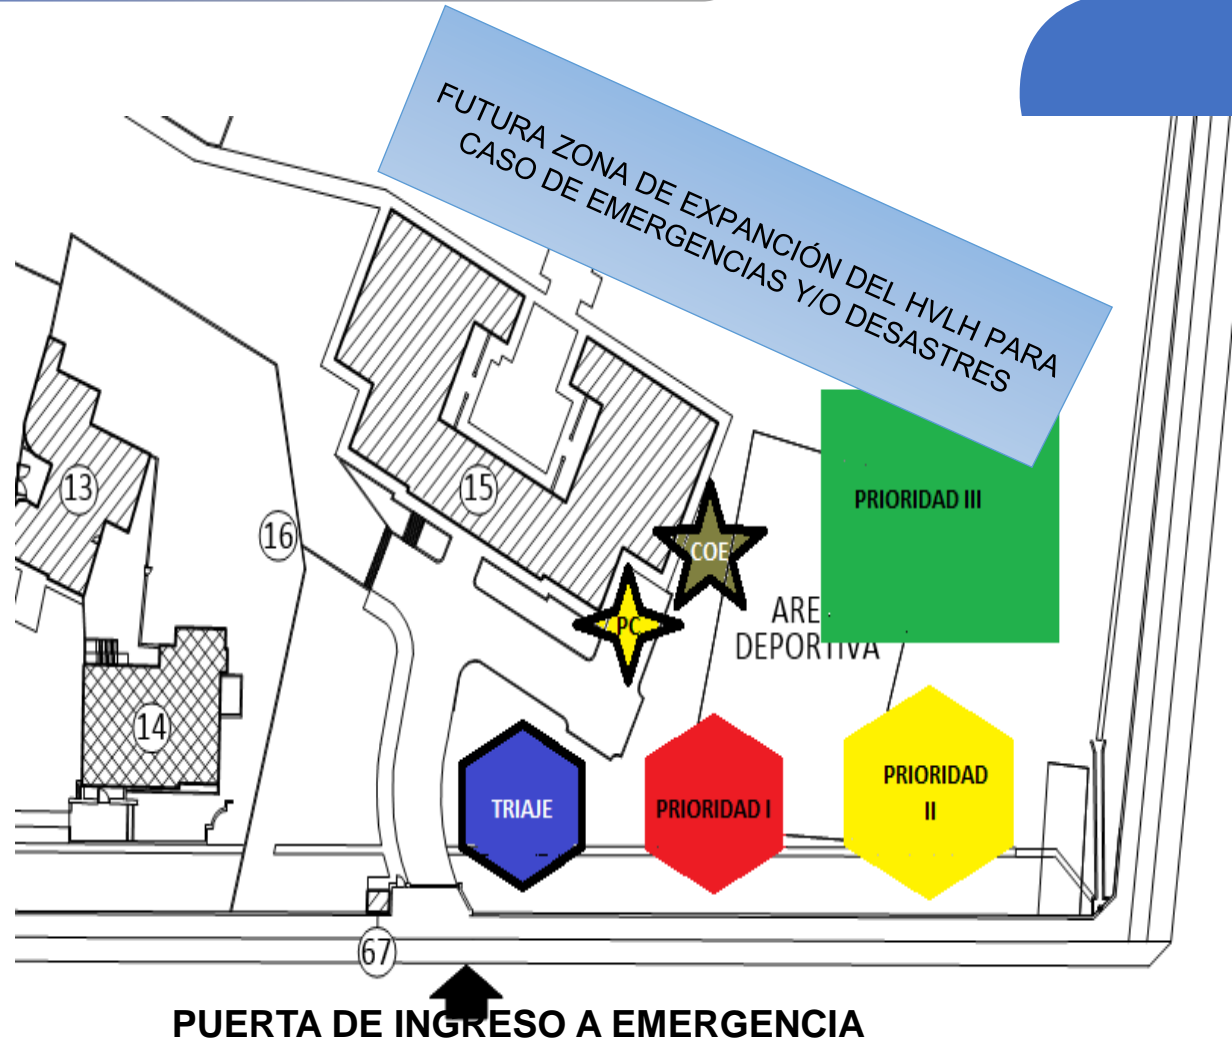 FUTURA ZONA DE EXPANCIÓN DEL HVLH PARA
CASO DE EMERGENCIAS Y/O DESASTRES
13
15
16
PRIORIDAD III
COE
PC
ARE
DEPORTIVA
14
TRIAJE
PRIORIDAD I
PRIORIDAD
II
67
PUERTA DE INGRESO A EMERGENCIA